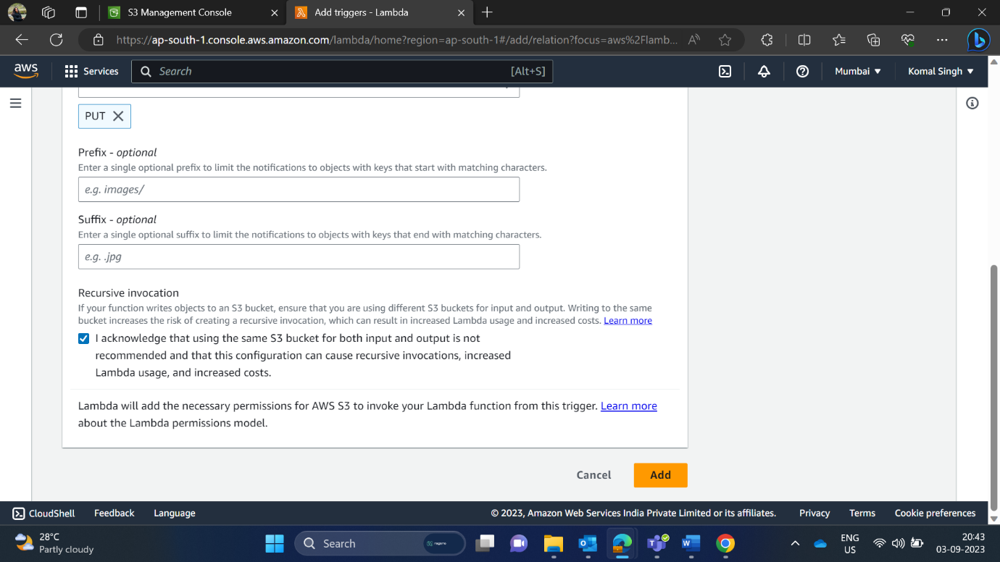 S3 Management Console
Add triggers - Lambda
https://ap-south-1.console.aws.amazon.com/lambda/home?region=ap-south-1#/add/relation?focus=aws%2Flamb...
aws
Services
Search
[Alt+S]
Mumbai
Komal Singh
PUT
Prefix - optional
Enter a single optional prefix to limit the notifications to objects with keys that start with matching characters.
e.g. images/
Suffix - optional
Enter a single optional suffix to limit the notifications to objects with keys that end with matching characters.
e.g. .jpg
Recursive invocation
If your function writes objects to an S3 bucket, ensure that you are using different S3 buckets for input and output. Writing to the same
bucket increases the risk of creating a recursive invocation, which can result in increased Lambda usage and increased costs. Learn more
I acknowledge that using the same S3 bucket for both input and output is not
recommended and that this configuration can cause recursive invocations, increased
Lambda usage, and increased costs.
Lambda will add the necessary permissions for AWS S3 to invoke your Lambda function from this trigger. Learn more
about the Lambda permissions model.
Cancel
Add
CloudShell
Feedback
Language
© 2023, Amazon Web Services India Private Limited or its affiliates.
Privacy
Terms
Cookie preferences
28°C
Partly cloudy
Search
ENG
US
20:43
03-09-2023